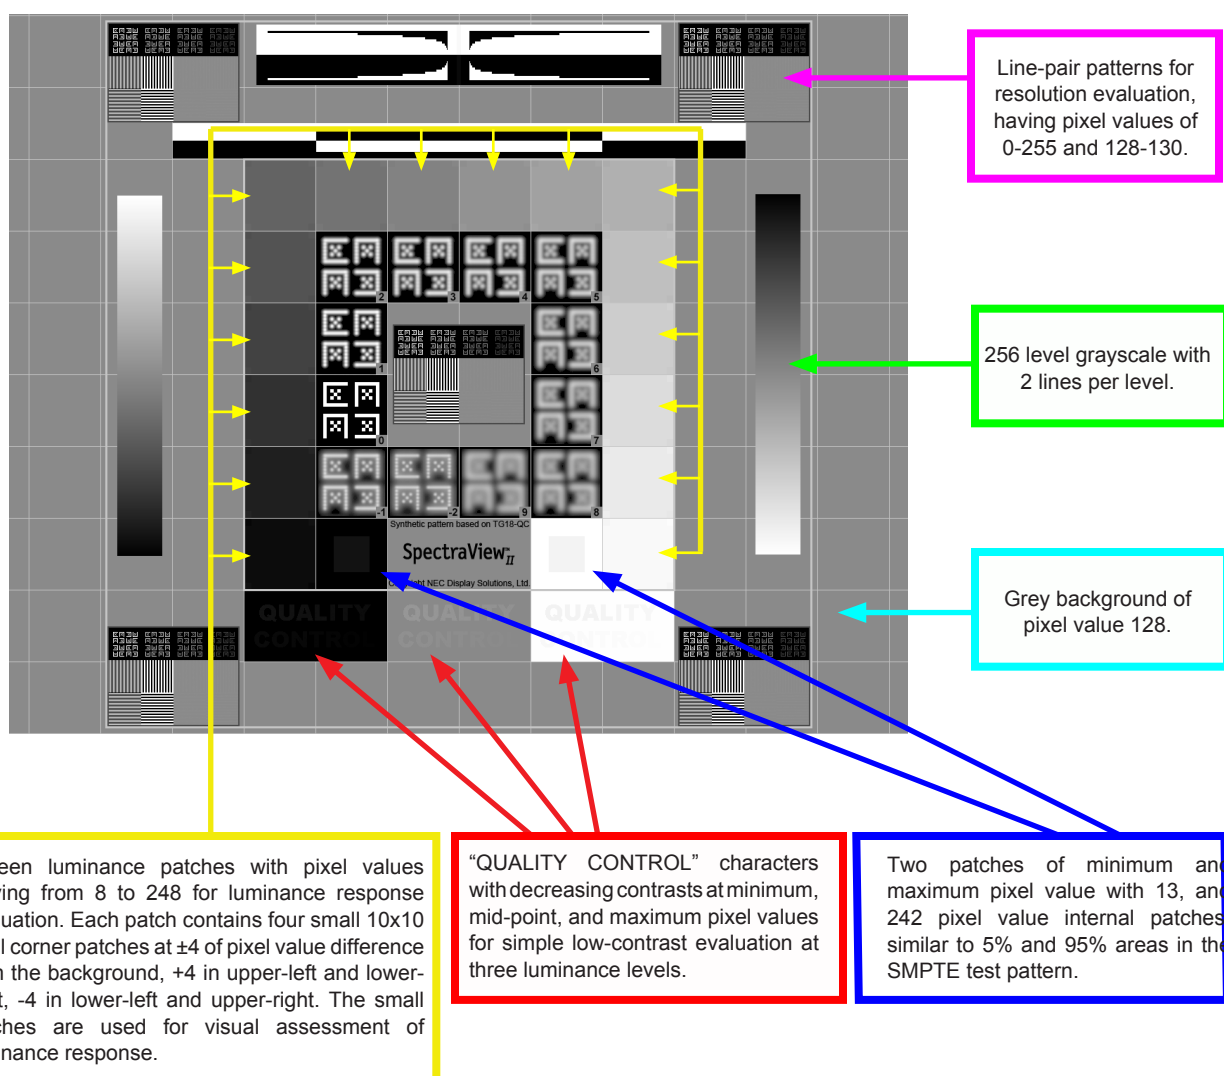 Line-pair patterns for
resolution evaluation,
having pixel values of
0-255 and 128-130.
2
3
4
5
1
6
0
7
-1
-2
9
8
256 level grayscale with
2 lines per level.
Synthetic pattern based on TG18-QC
SpectraView II
NEC Display Solutions, Ltd.
QUALITY
CONTROL
QUALITY
CONTROL
QUALITY
CONTROL
Grey background of
pixel value 128.
luminance patches with pixel values
from 8 to 248 for luminance response
Each patch contains four small 10x10
corner patches at ±4 of pixel value difference
the background, +4 in upper-left and lower-
-4 in lower-left and upper-right. The small
are used for visual assessment of
response.
“QUALITY CONTROL” characters
with decreasing contrasts at minimum,
mid-point, and maximum pixel values
for simple low-contrast evaluation at
three luminance levels.
Two patches of minimum and
maximum pixel value with 13, and
242 pixel value internal patches
similar to 5% and 95% areas in the
SMPTE test pattern.